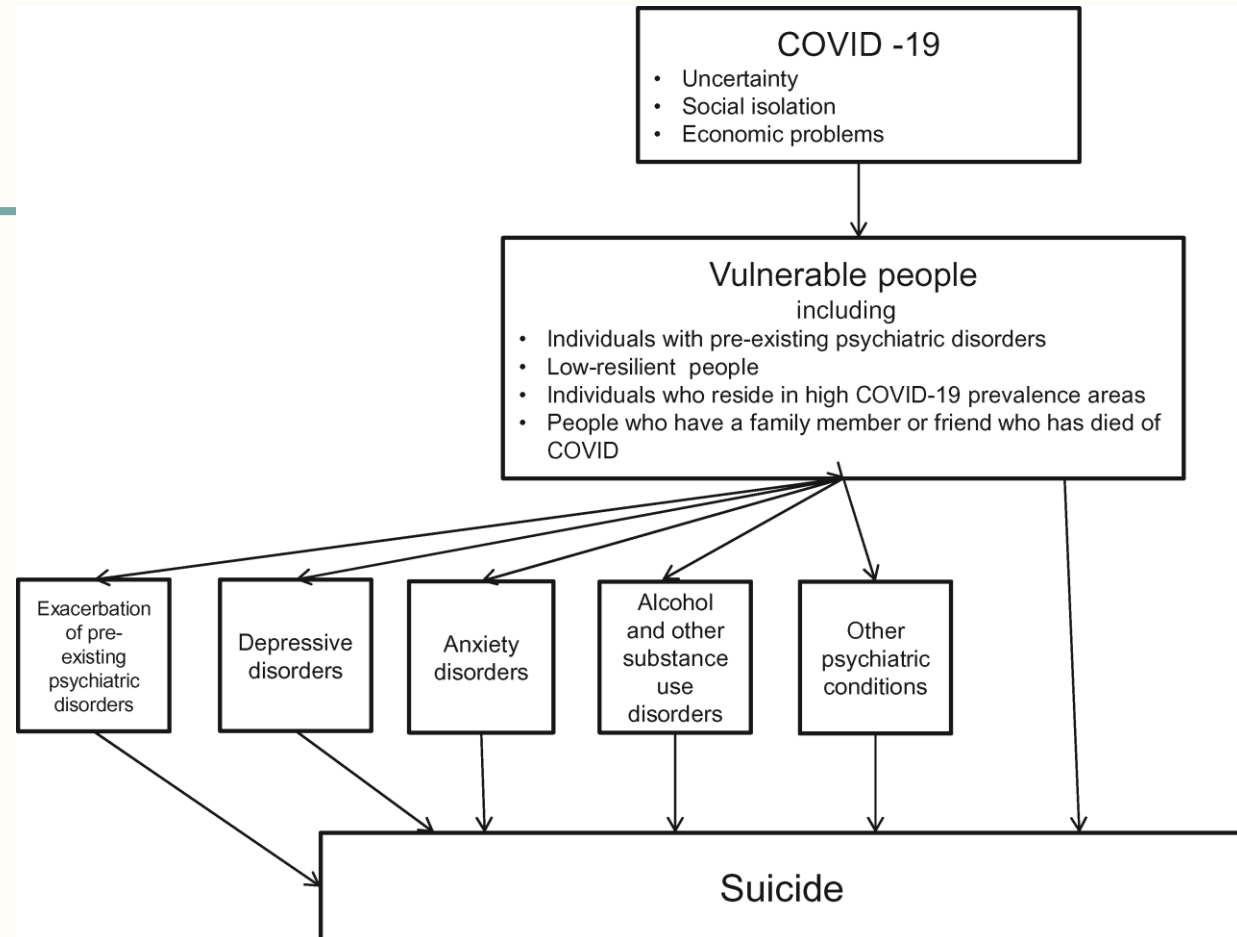 COVID -19
• Uncertainty
• Social isolation
• Economic problems
Vulnerable people
including
• Individuals with pre-existing psychiatric disorders
• Low-resilient people
• Individuals who reside in high COVID-19 prevalence areas
• People who have a family member or friend who has died of
COVID
Exacerbation
of pre-
existing
psychiatric
disorders
Depressive
disorders
Anxiety
disorders
Alcohol
and other
substance
use
disorders
Other
psychiatric
conditions
Suicide